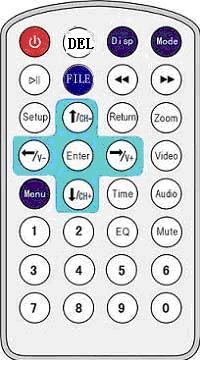 DEL Disp Mode
FILE
Setup ↑/CH- Return Zoom
←/V- Enter →/V+ Video
Menu ↓/CH+ Time Audio
1 2 EQ Mute
3 4 5 6
7 8 9 0